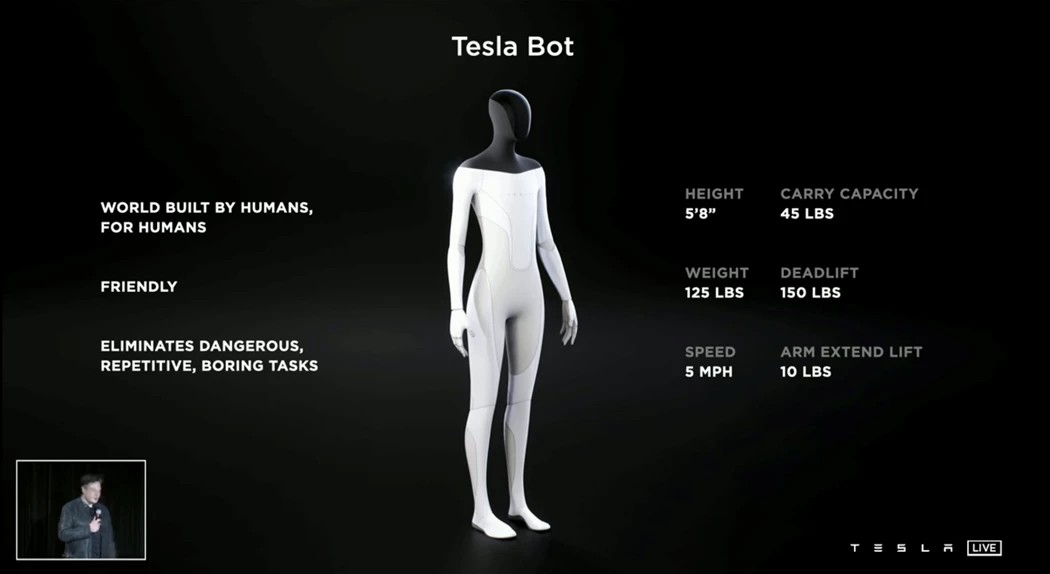 Tesla Bot
WORLD BUILT BY HUMANS,
FOR HUMANS
FRIENDLY
ELIMINATES DANGEROUS,
REPETITIVE, BORING TASKS
HEIGHT
5'8"
CARRY CAPACITY
45 LBS
WEIGHT
125 LBS
DEADLIFT
150 LBS
SPEED
5 MPH
ARM EXTEND LIFT
10 LBS
TESLA LIVE